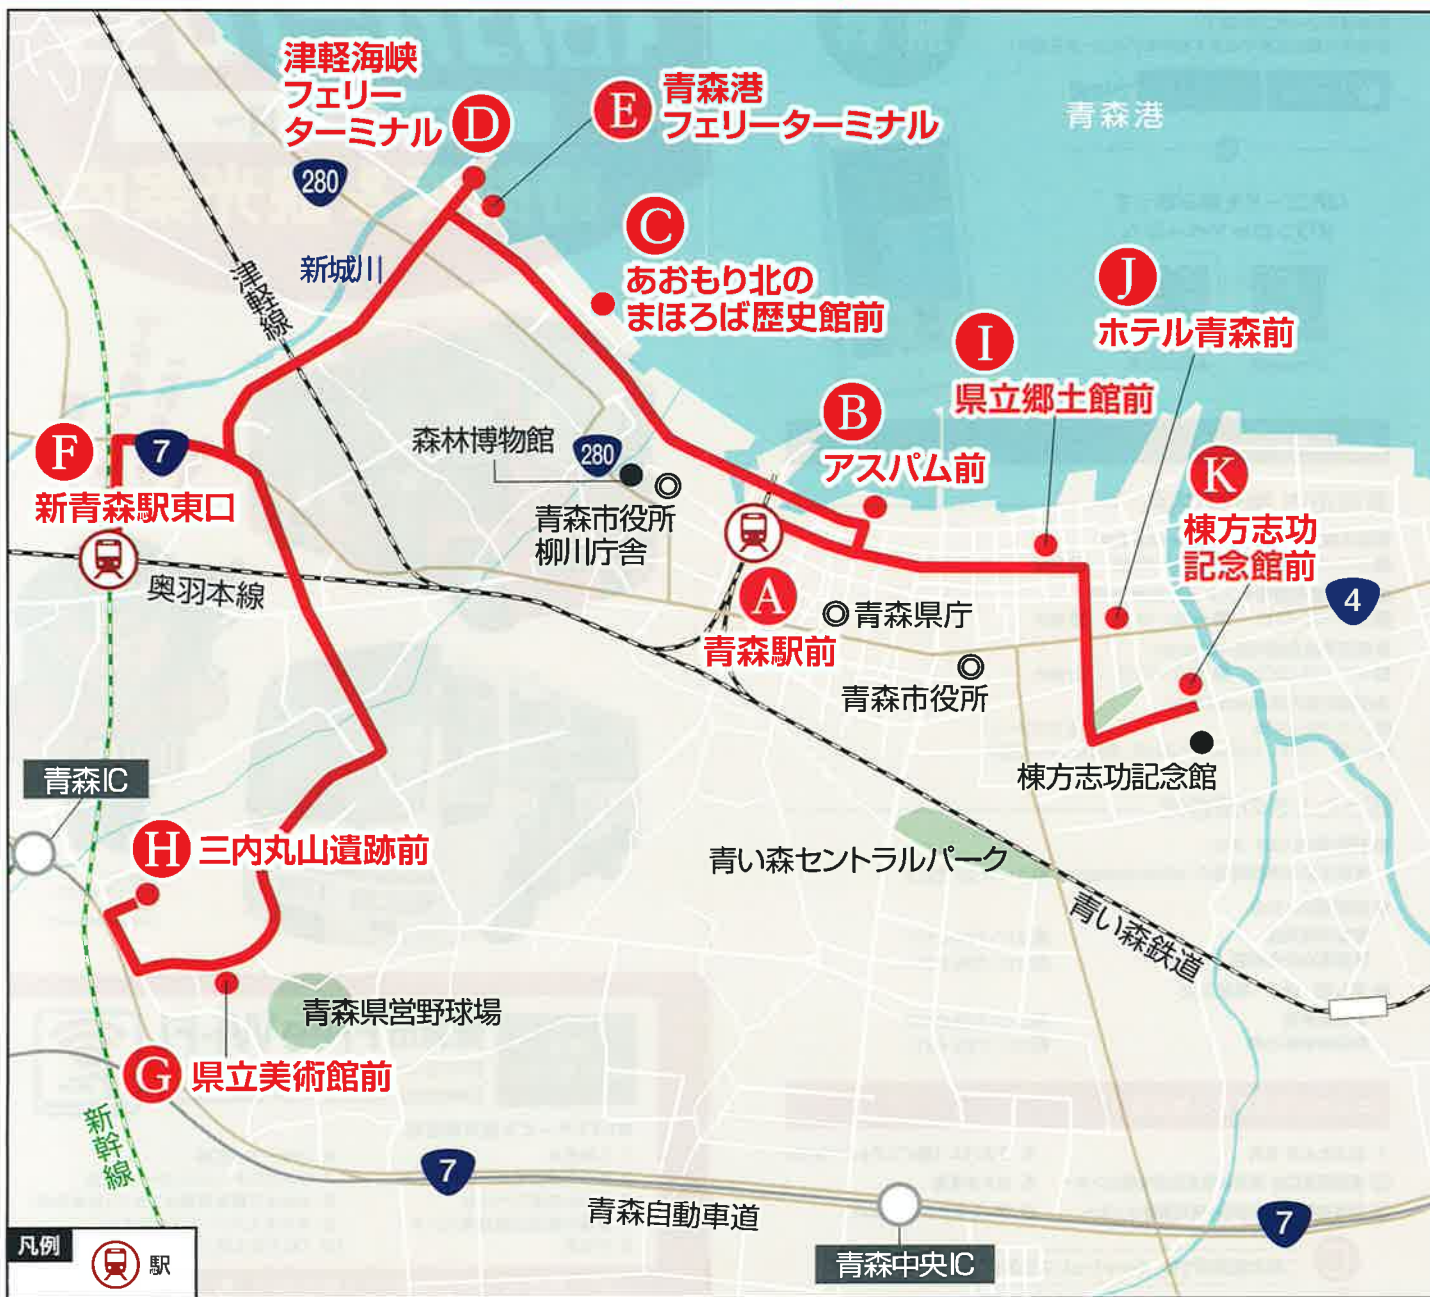 津軽海峡
フェリー
ターミナル
D
E
青森港
フェリーターミナル
青森港
280
新城川
津軽線
C
あおもり北の
まほろば歴史館前
J
ホテル青森前
I
県立郷土館前
B
アスパム前
K
棟方志功
記念館前
F
7
新青森駅東口
森林博物館
280
青森市役所
柳川庁舎
奥羽本線
A
青森駅前
青森県庁
4
青森市役所
棟方志功記念館
青森IC
H
三内丸山遺跡前
青い森セントラルパーク
青い森鉄道
青森県営野球場
G
県立美術館前
新幹線
7
青森自動車道
7
青森中央IC
凡例
駅